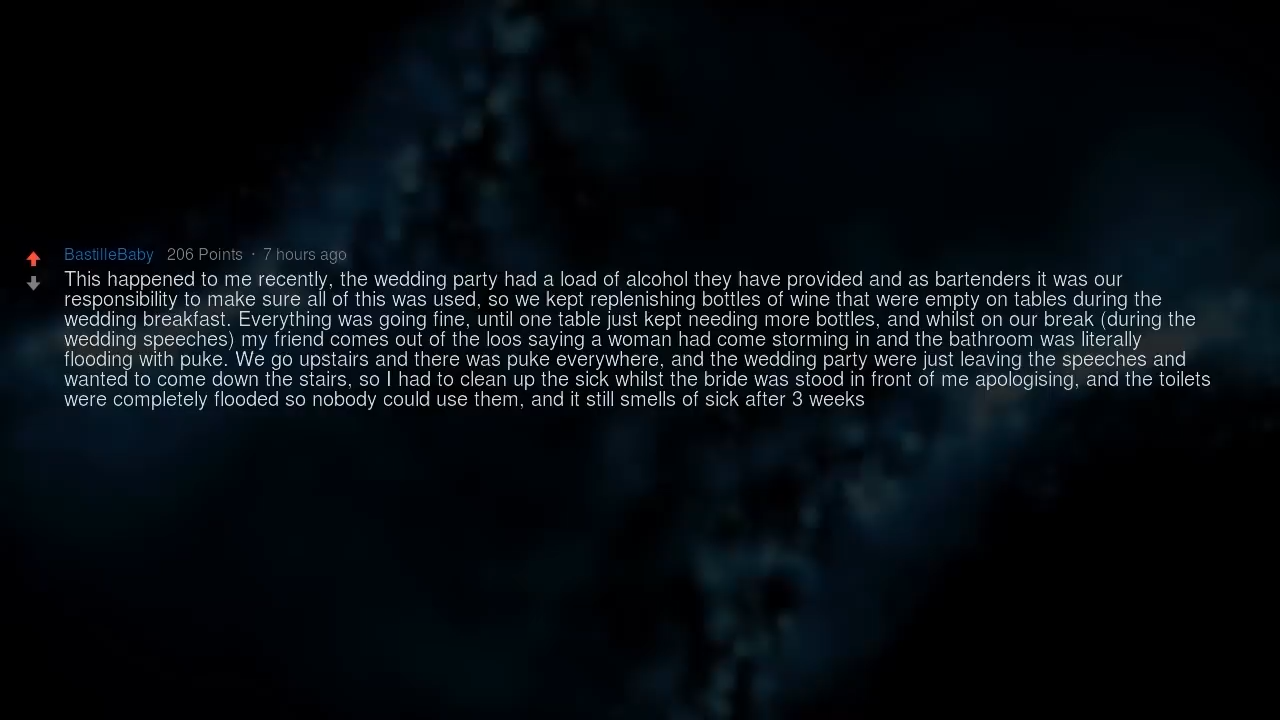 BastilleBaby 206 Points · 7 hours ago
This happened to me recently, the wedding party had a load of alcohol they have provided and as bartenders it was our
responsibility to make sure all of this was used, so we kept replenishing bottles of wine that were empty on tables during the
wedding breakfast. Everything was going fine, until one table just kept needing more bottles, and whilst on our break (during the
wedding speeches) my friend comes out of the loos saying a woman had come storming in and the bathroom was literally
flooding with puke. We go upstairs and there was puke everywhere, and the wedding party were just leaving the speeches and
wanted to come down the stairs, so I had to clean up the sick whilst the bride was stood in front of me apologising, and the toilets
were completely flooded so nobody could use them, and it still smells of sick after 3 weeks